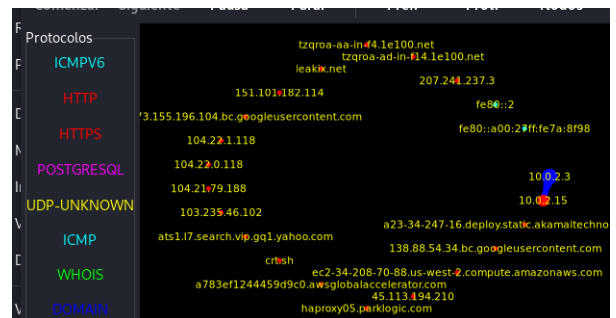 Protocolos
ICMPV6
HTTP
HTTPS
POSTGRESQL
UDP-UNKNOWN
ICMP
WHOIS
DOMAIN
tzqroa-aa-in-f4.1e100.net
tzqroa-ad-in-f14.1e100.net
leakix.net
207.241.237.3
151.101.182.114
fe80::2
73.155.196.104.bc.googleusercontent.com
fe80::a00:27ff:fe7a:8f98
104.22.1.118
104.22.0.118
10.0.2.3
104.21.79.188
10.0.2.15
103.235.46.102
a23-34-247-16.deploy.static.akamaitechno
ats1.l7.search.vip.gq1.yahoo.com
138.88.54.34.bc.googleusercontent.com
crt.sh
ec2-34-208-70-88.us-west-2.compute.amazonaws.com
a783ef1244459d9c0.awsglobalaccelerator.com
45.113.194.210
haproxy05.parklogic.com